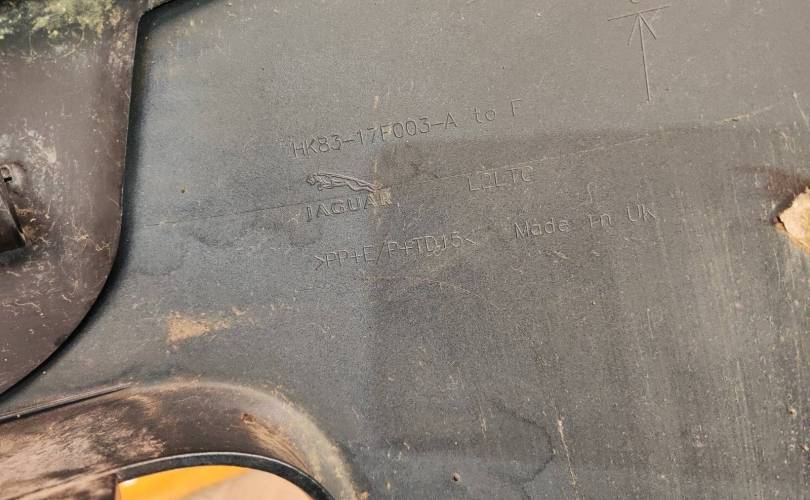 HK83-17F003-A to F
JAGUAR
>PP+E/P+TD15< Made in UK